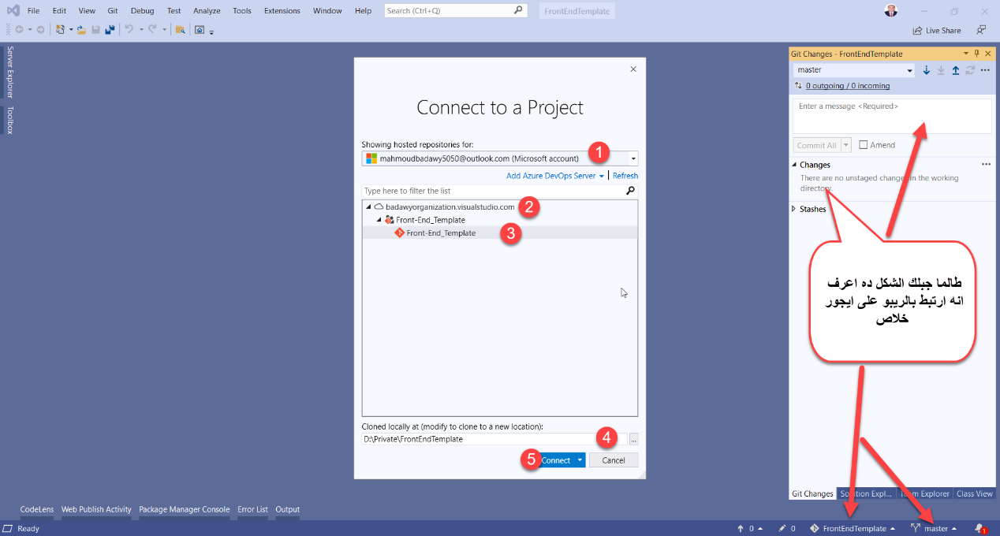 File Edit View Git Debug Test Analyze Tools Extensions Window Help Search (Ctrl+Q) FrontEndTemplate
Live Share
Server Explorer
Toolbox
Connect to a Project
Showing hosted repositories for:
mahmoudbadawy5050@outlook.com (Microsoft account) 1
Add Azure DevOps Server Refresh
Type here to filter the list
badawyorganization.visualstudio.com 2
Front-End_Template
Front-End_Template 3
Cloned locally at (modify to clone to a new location):
D:\Private\FrontEndTemplate 4
...
5 Connect Cancel
Git Changes - FrontEndTemplate
master
0 outgoing / 0 incoming
Enter a message <Required>
Commit All Amend
Changes
There are no unstaged changes in the working
directory.
Stashes
طالما جبلك الشكل ده اعرف
انه ارتبط بالريبو على ايجور
خلاص
Git Changes Solution Expl... Team Explorer Class View
CodeLens Web Publish Activity Package Manager Console Error List Output
Ready 0 0 FrontEndTemplate master 1